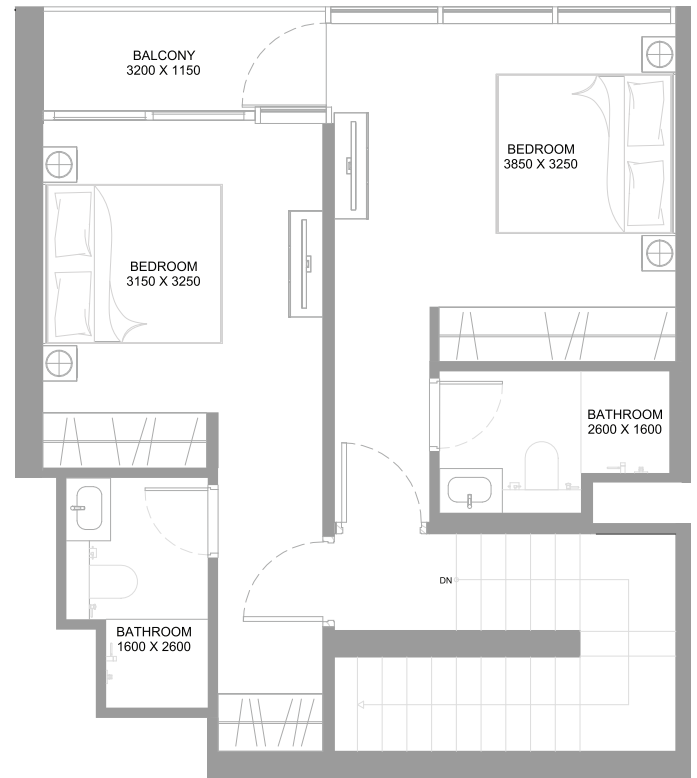 BALCONY
3200 X 1150
BEDROOM
3850 X 3250
BEDROOM
3150 X 3250
BATHROOM
2600 X 1600
DN
BATHROOM
1600 X 2600